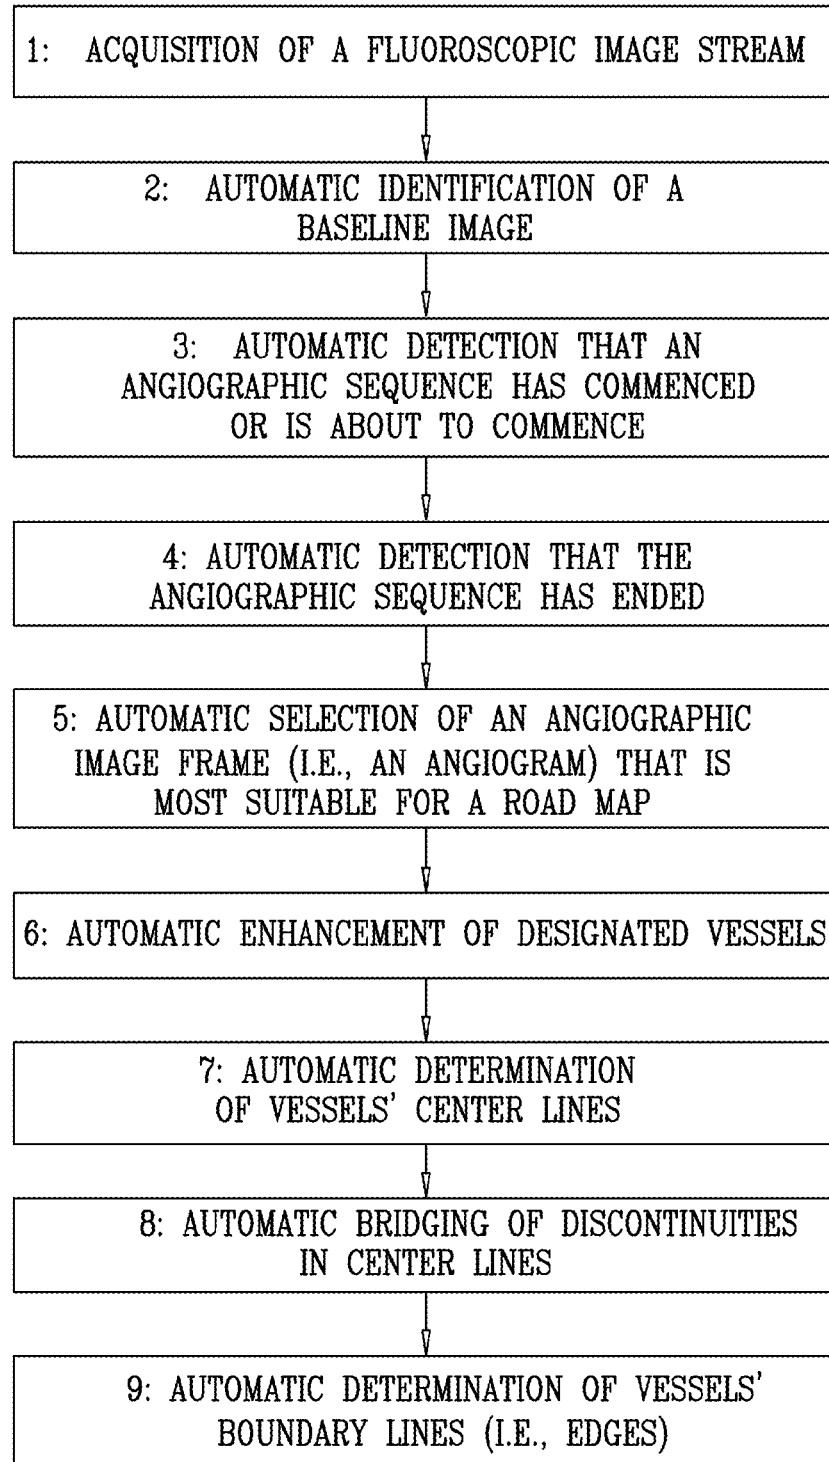 1: ACQUISITION OF A FLUOROSCOPIC IMAGE STREAM
2: AUTOMATIC IDENTIFICATION OF A
BASELINE IMAGE
3: AUTOMATIC DETECTION THAT AN
ANGIOGRAPHIC SEQUENCE HAS COMMENCED
OR IS ABOUT TO COMMENCE
4: AUTOMATIC DETECTION THAT THE
ANGIOGRAPHIC SEQUENCE HAS ENDED
5: AUTOMATIC SELECTION OF AN ANGIOGRAPHIC
IMAGE FRAME (I.E., AN ANGIOGRAM) THAT IS
MOST SUITABLE FOR A ROAD MAP
6: AUTOMATIC ENHANCEMENT OF DESIGNATED VESSELS
7: AUTOMATIC DETERMINATION
OF VESSELS' CENTER LINES
8: AUTOMATIC BRIDGING OF DISCONTINUITIES
IN CENTER LINES
9: AUTOMATIC DETERMINATION OF VESSELS'
BOUNDARY LINES (I.E., EDGES)